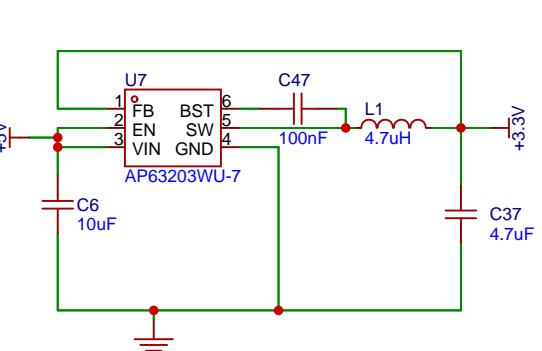 U7
C47
1 FB BST 6
2 EN SW 5
3 VIN GND 4
100nF
L1
4.7uH
AP63203WU-7
+5V
+3.3V
C6
10uF
C37
4.7uF